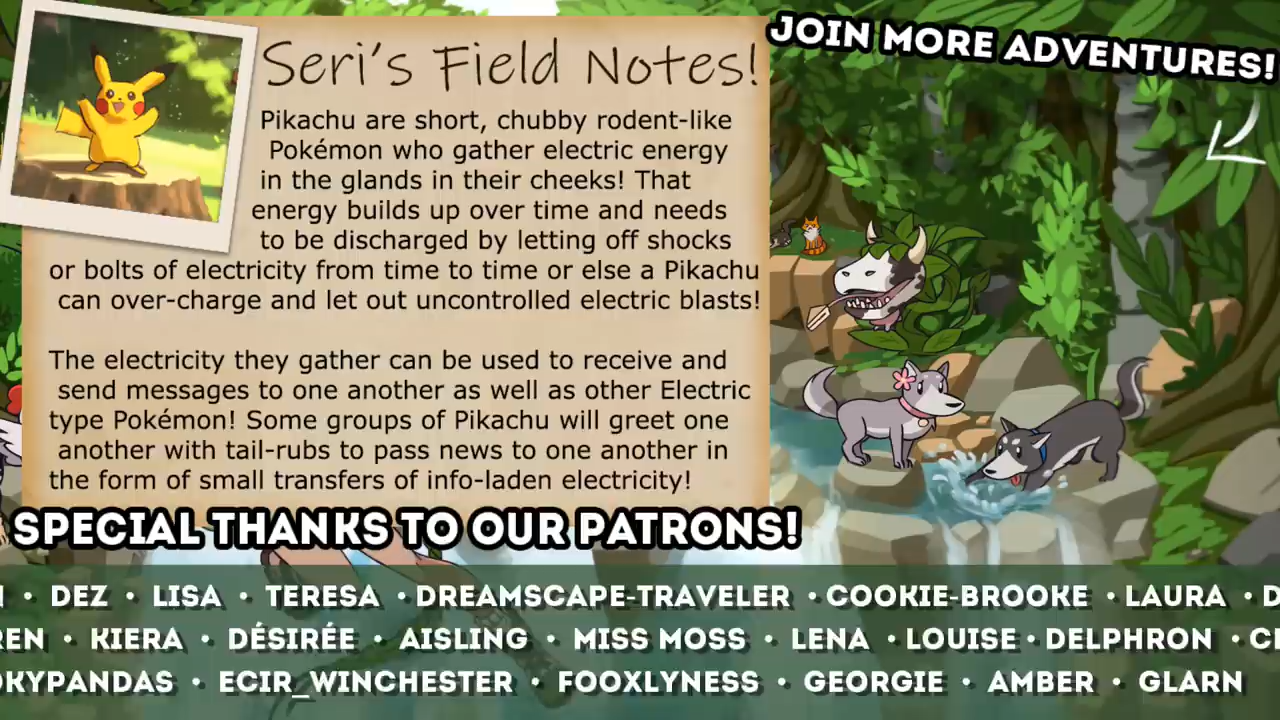 Seri's Field Notes!
Pikachu are short, chubby rodent-like
Pokémon who gather electric energy
in the glands in their cheeks! That
energy builds up over time and needs
to be discharged by letting off shocks
or bolts of electricity from time to time or else a Pikachu
can over-charge and let out uncontrolled electric blasts!
The electricity they gather can be used to receive and
send messages to one another as well as other Electric
type Pokémon! Some groups of Pikachu will greet one
another with tail-rubs to pass news to one another in
the form of small transfers of info-laden electricity!
JOIN MORE ADVENTURES!
SPECIAL THANKS TO OUR PATRONS!
• DEZ • LISA • TERESA • DREAMSCAPE-TRAVELER • COOKIE-BROOKE • LAURA •
REN • KIERA • DÉSIRÉE • AISLING • MISS MOSS • LENA • LOUISE • DELPHRON •
OKYPANDAS • ECIR_WINCHESTER • FOOXLYNESS • GEORGIE • AMBER • GLARN